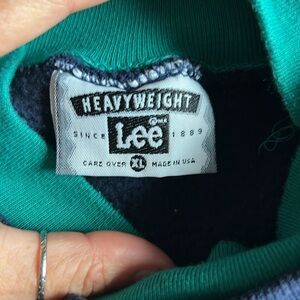 HEAVYWEIGHT
SINCE Lee 1889
CARE OVER XL MADE IN USA